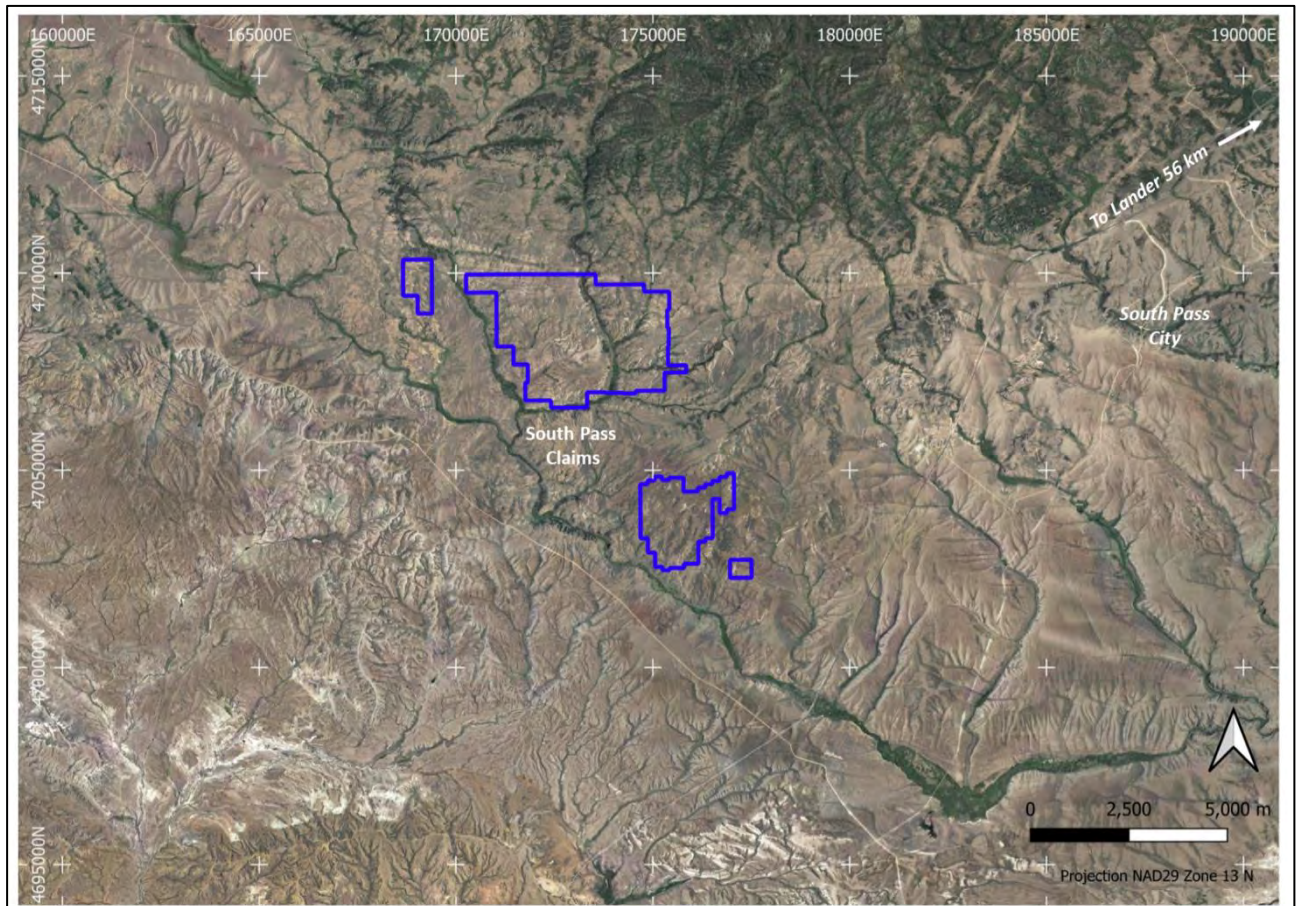 160000E 165000E 170000E 175000E 180000E 185000E 190000E
4715000N
4710000N
4705000N
4700000N
4695000N
To Lander 56 km
South Pass
City
South Pass
Claims
0 2,500 5,000 m
Projection NAD29 Zone 13 N